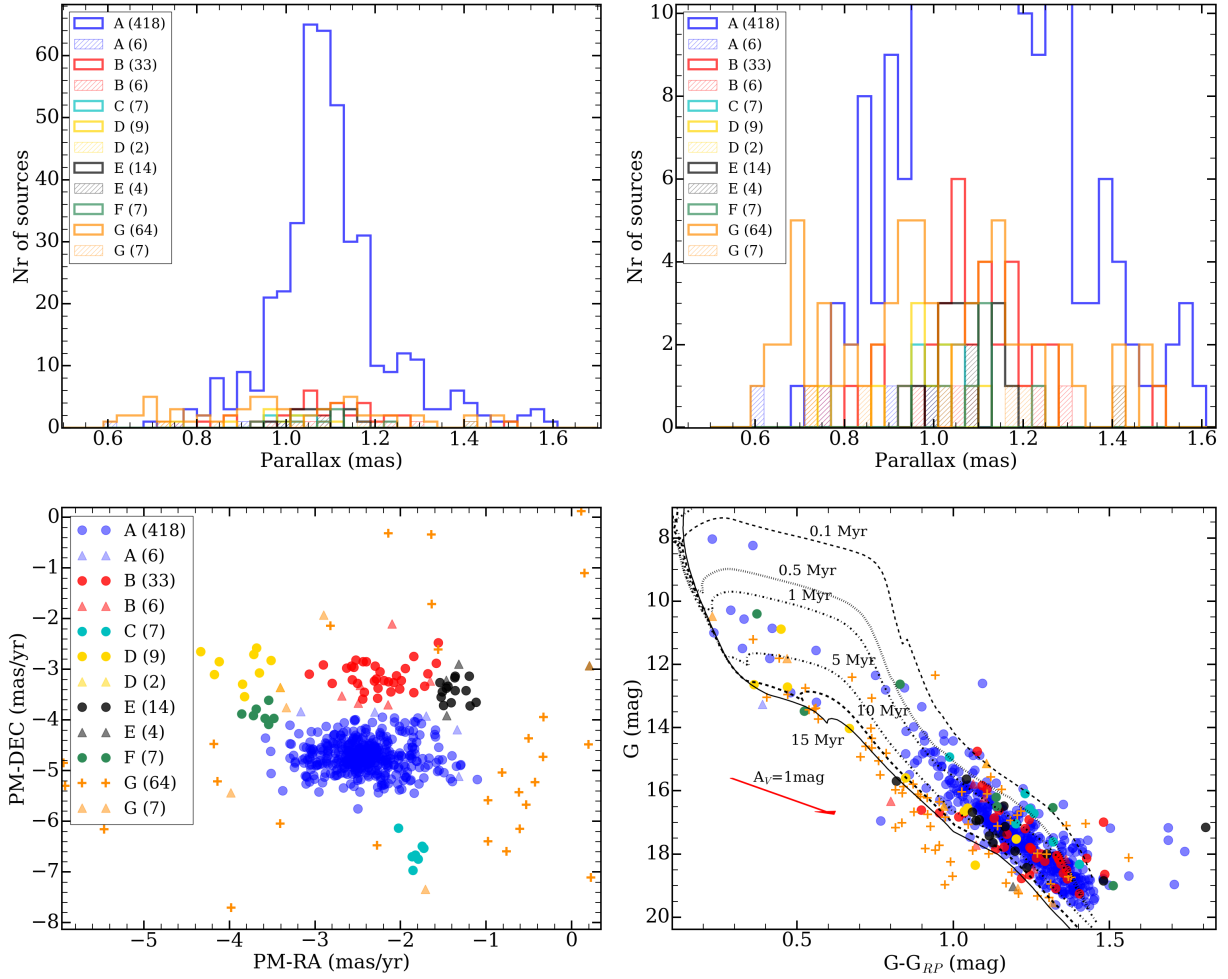 Nr of sources
60
50
40
30
20
10
0
0.6
0.8
1.0
1.2
1.4
1.6
Parallax (mas)
A (418)
A (6)
B (33)
B (6)
C (7)
D (9)
D (2)
E (14)
E (4)
F (7)
G (64)
G (7)
Nr of sources
10
8
6
4
2
0
0.6
0.8
1.0
1.2
1.4
1.6
Parallax (mas)
A (418)
A (6)
B (33)
B (6)
C (7)
D (9)
D (2)
E (14)
E (4)
F (7)
G (64)
G (7)
PM-DEC (mas/yr)
0
−1
−2
−3
−4
−5
−6
−7
−8
−5
−4
−3
−2
−1
0
PM-RA (mas/yr)
A (418)
A (6)
B (33)
B (6)
C (7)
D (9)
D (2)
E (14)
E (4)
F (7)
G (64)
G (7)
G (mag)
8
10
12
14
16
18
20
0.5
1.0
1.5
G-G_RP (mag)
0.1 Myr
0.5 Myr
1 Myr
5 Myr
10 Myr
15 Myr
A_V=1mag